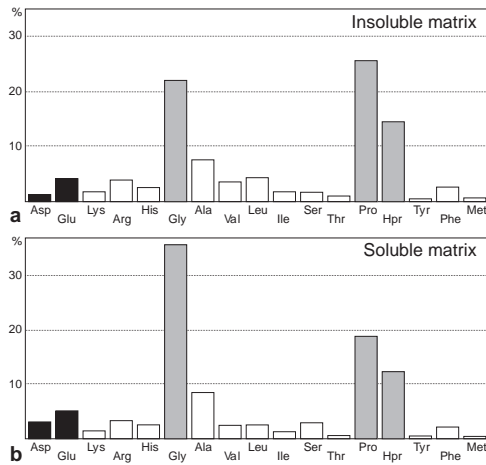 %
Insoluble matrix
30
20
10
a
Asp Glu Lys Arg His Gly Ala Val Leu Ile Ser Thr Pro Hpr Tyr Phe Met
%
Soluble matrix
30
20
10
b
Asp Glu Lys Arg His Gly Ala Val Leu Ile Ser Thr Pro Hpr Tyr Phe Met